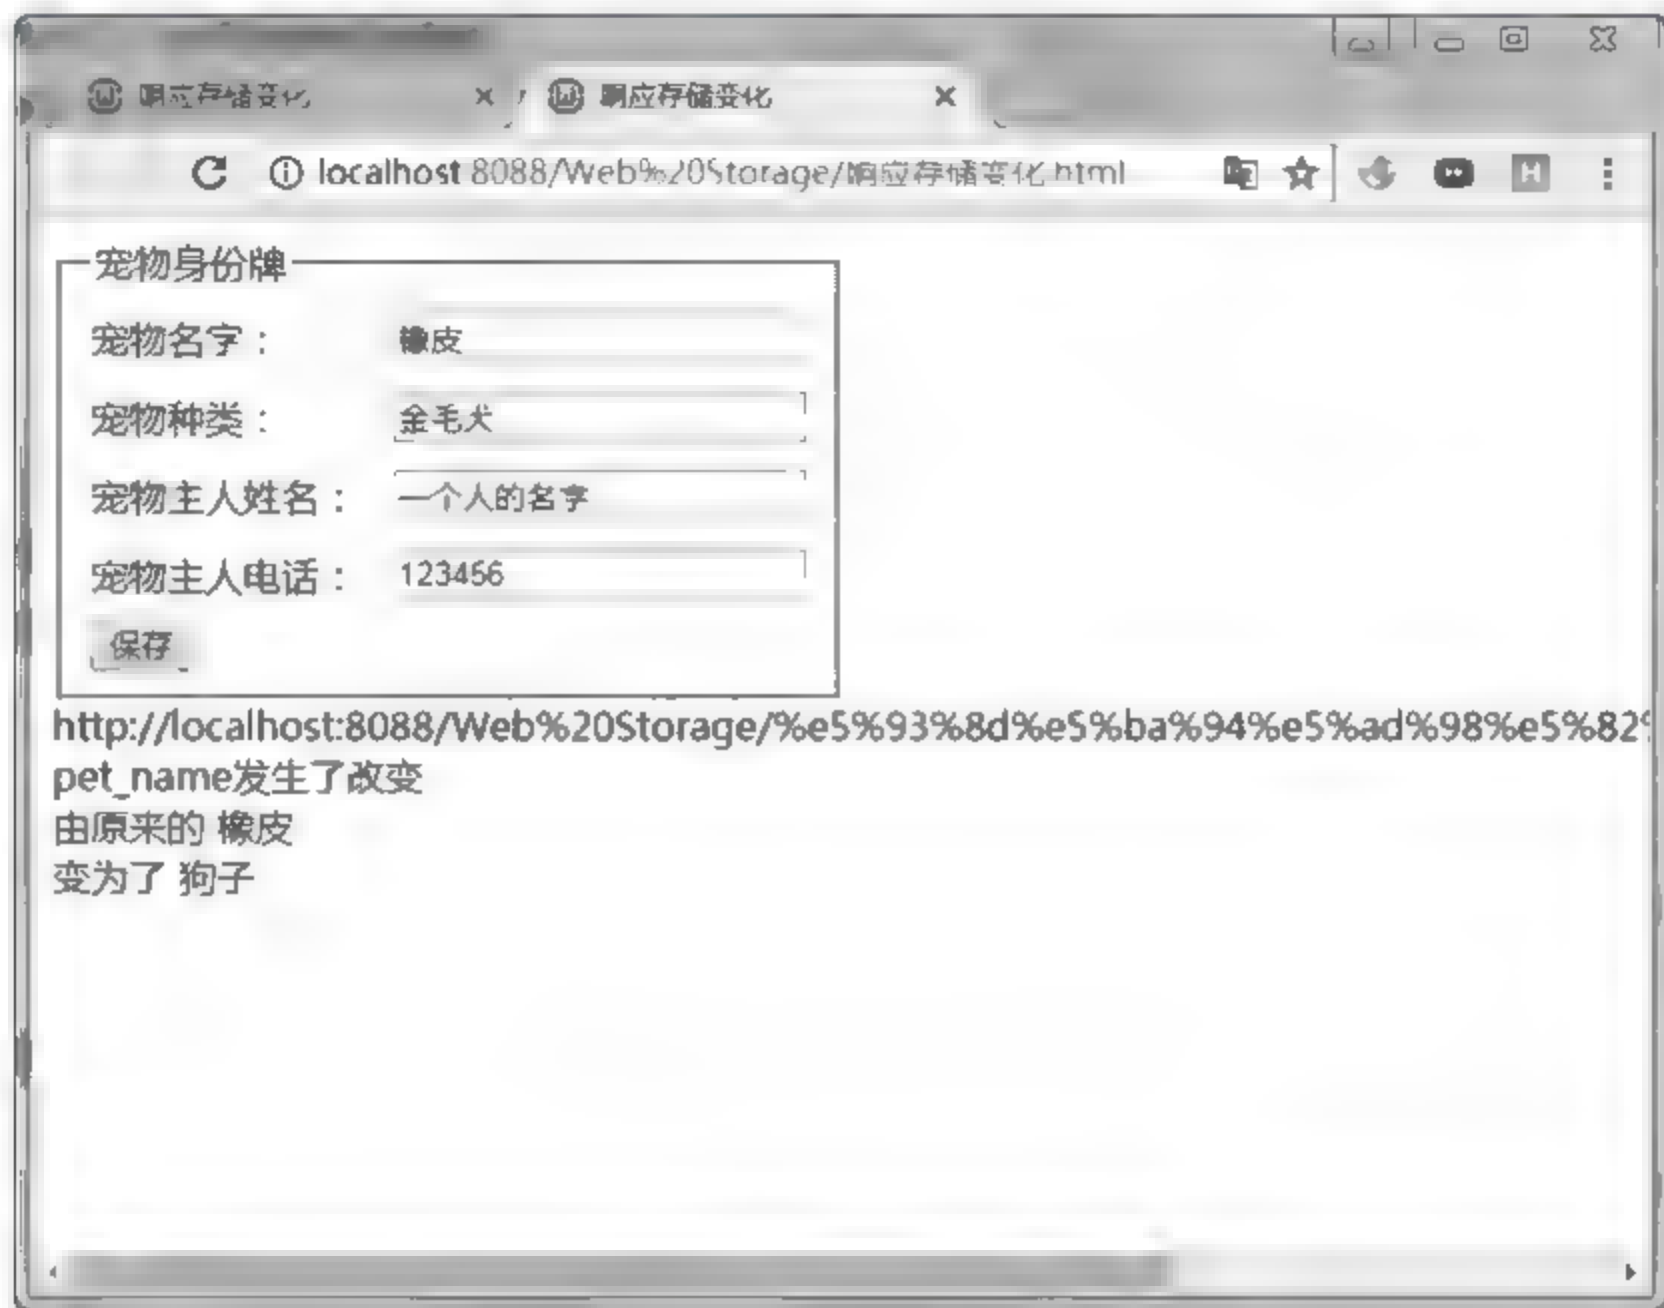 响应存储变化
响应存储变化
localhost:8088/Web%20Storage/响应存储变化.html
宠物身份牌
宠物名字： 橡皮
宠物种类： 金毛犬
宠物主人姓名： 一个人的名字
宠物主人电话： 123456
保存
http://localhost:8088/Web%20Storage/%e5%93%8d%e5%ba%94%e5%ad%98%e5%82%
pet_name发生了改变
由原来的 橡皮
变为了 狗子